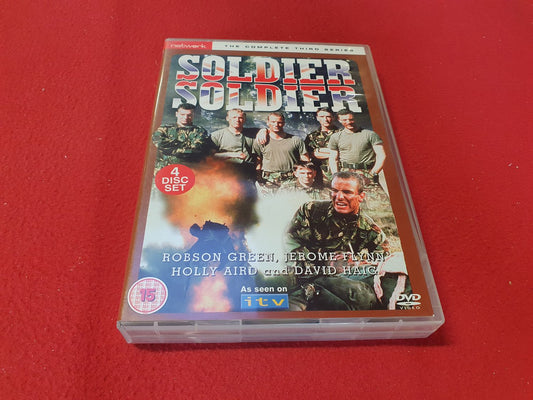 network
THE COMPLETE THIRD SERIES
SOLDIER
SOLDIER
4
DISC
SET
ROBSON GREEN, JEROME FLYNN,
HOLLY AIRD and DAVID HAIG
15
As seen on
itv
DVD
VIDEO